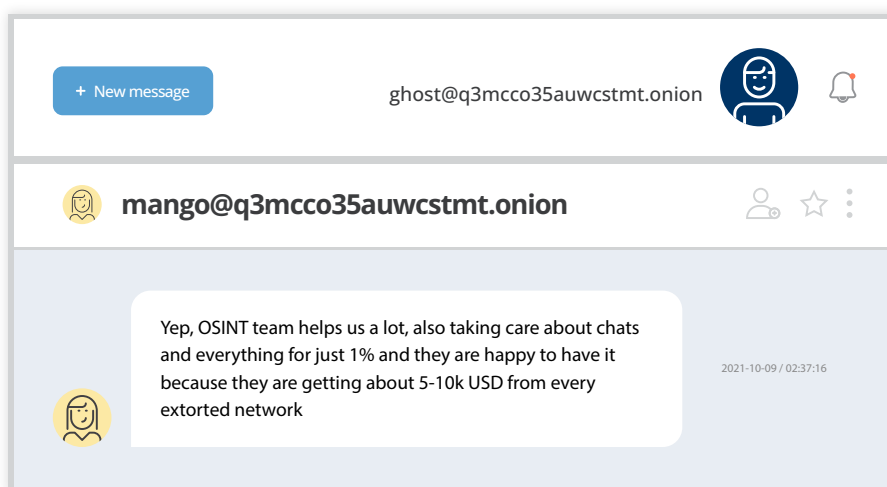 + New message
ghost@q3mcco35auwcstmt.onion
mango@q3mcco35auwcstmt.onion
Yep, OSINT team helps us a lot, also taking care about chats
and everything for just 1% and they are happy to have it
because they are getting about 5-10k USD from every
extorted network
2021-10-09 / 02:37:16